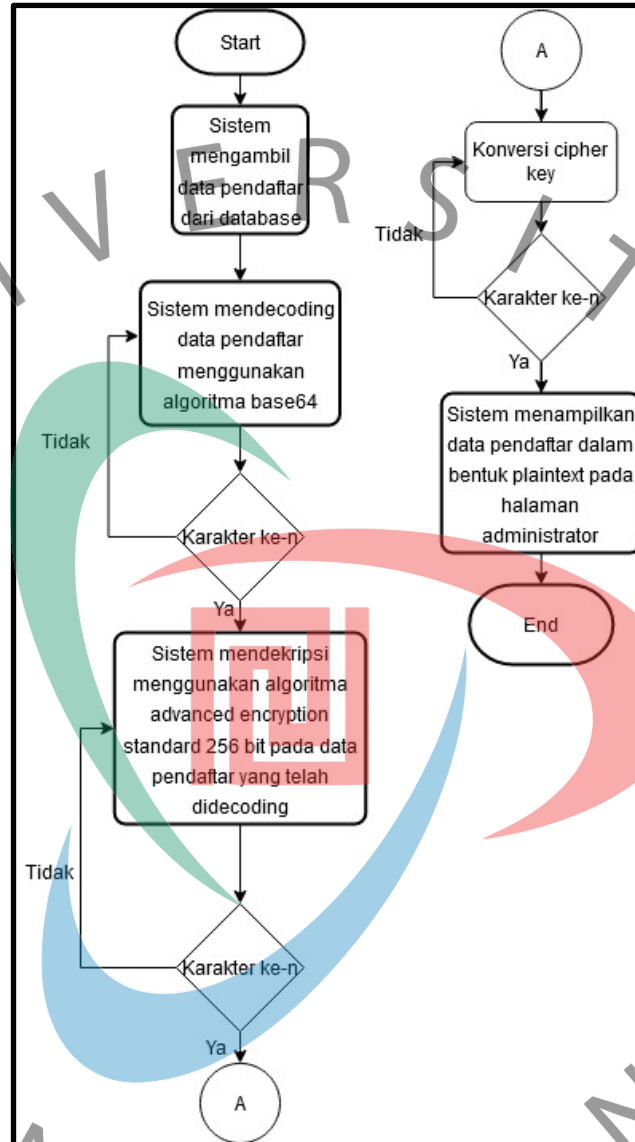 Start
Sistem
mengambil
data pendaftar
dari database
Sistem mendecoding
data pendaftar
menggunakan
algoritma base64
Tidak
Karakter ke-n
Ya
Sistem mendekripsi
menggunakan algoritma
advanced encryption
standard 256 bit pada data
pendaftar yang telah
didecoding
Tidak
Karakter ke-n
Ya
A
A
Konversi cipher
key
Tidak
Karakter ke-n
Ya
Sistem menampilkan
data pendaftar dalam
bentuk plaintext pada
halaman
administrator
End
I V E R S I T